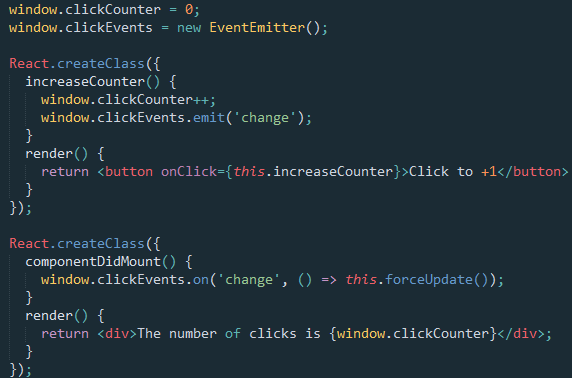 window.clickCounter = 0;
window.clickEvents = new EventEmitter();

React.createClass({
  increaseCounter() {
    window.clickCounter++;
    window.clickEvents.emit('change');
  }
  render() {
    return <button onClick={this.increaseCounter}>Click to +1</button>
  }
});

React.createClass({
  componentDidMount() {
    window.clickEvents.on('change', () => this.forceUpdate());
  }
  render() {
    return <div>The number of clicks is {window.clickCounter}</div>;
  }
});